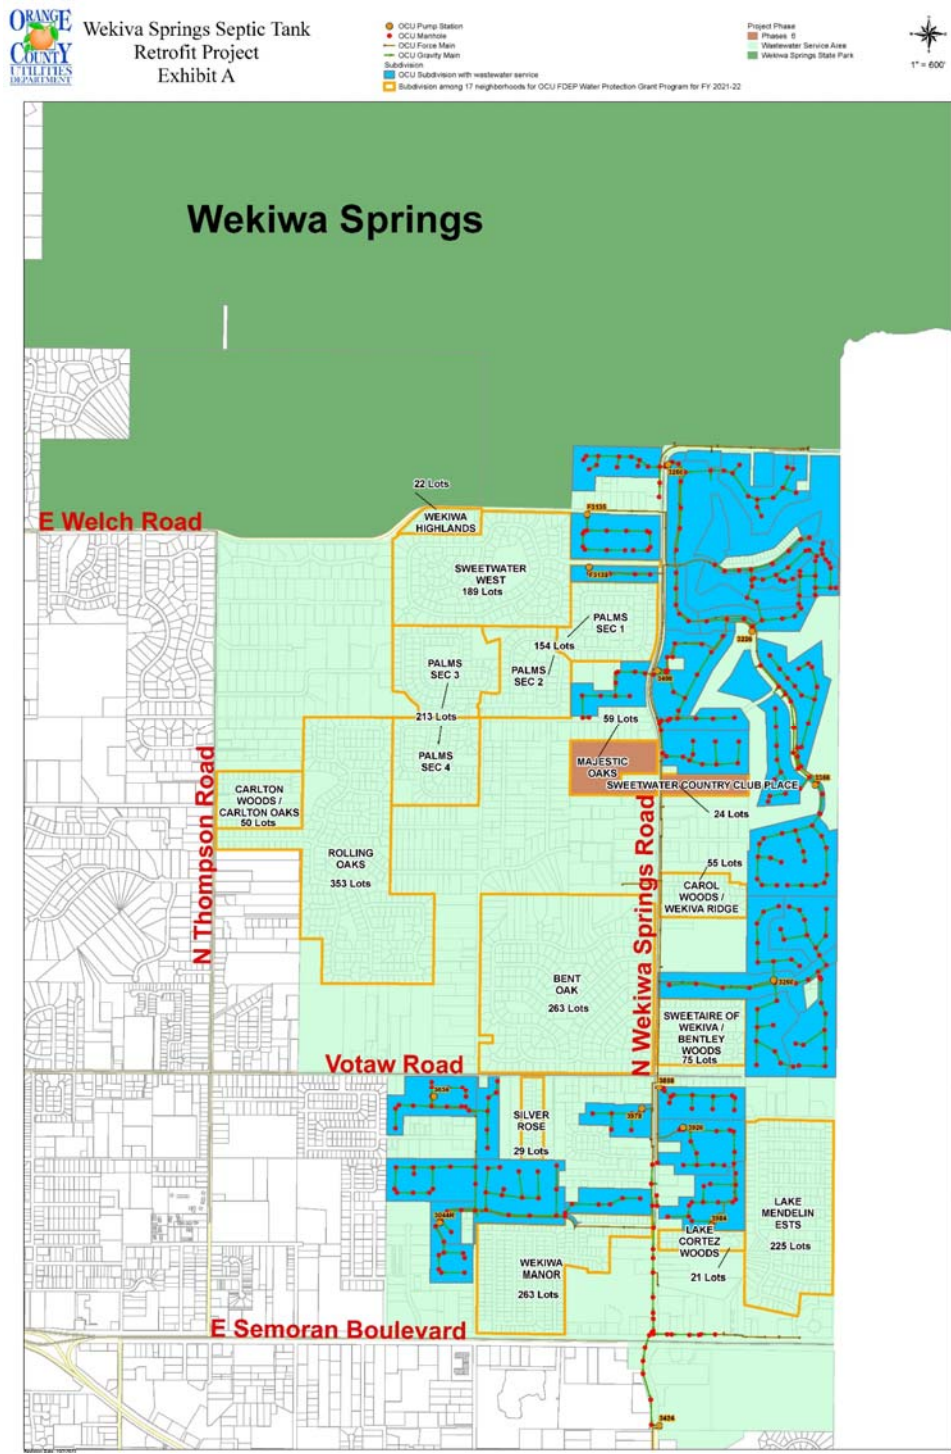 ORANGE
COUNTY
UTILITIES
DEPARTMENT
Wekiva Springs Septic Tank
Retrofit Project
Exhibit A
OCU Pump Station
OCU Manhole
OCU Force Main
OCU Gravity Main
Subdivision
OCU Subdivision with wastewater service
Subdivision among 17 neighborhoods for OCU FDEP Water Protection Grant Program for FY 2021-22
Project Phase
Phases 6
Wastewater Service Area
Wekiwa Springs State Park
1" = 600'
Wekiwa Springs
E Welch Road
22 Lots
WEKIWA
HIGHLANDS
F3135
3250
SWEETWATER
WEST
189 Lots
F3139
PALMS
SEC 1
154 Lots
PALMS
SEC 2
PALMS
SEC 3
213 Lots
PALMS
SEC 4
59 Lots
MAJESTIC
OAKS
SWEETWATER COUNTRY CLUB PLACE
24 Lots
N Thompson Road
CARLTON
WOODS /
CARLTON OAKS
50 Lots
ROLLING
OAKS
353 Lots
N Wekiwa Springs Road
55 Lots
CAROL
WOODS /
WEKIVA RIDGE
BENT
OAK
263 Lots
SWEETAIRE OF
WEKIVA /
BENTLEY
WOODS
75 Lots
Votaw Road
SILVER
ROSE
29 Lots
LAKE
MENDELIN
ESTS
225 Lots
LAKE
CORTEZ
WOODS
21 Lots
WEKIWA
MANOR
263 Lots
E Semoran Boulevard
3424